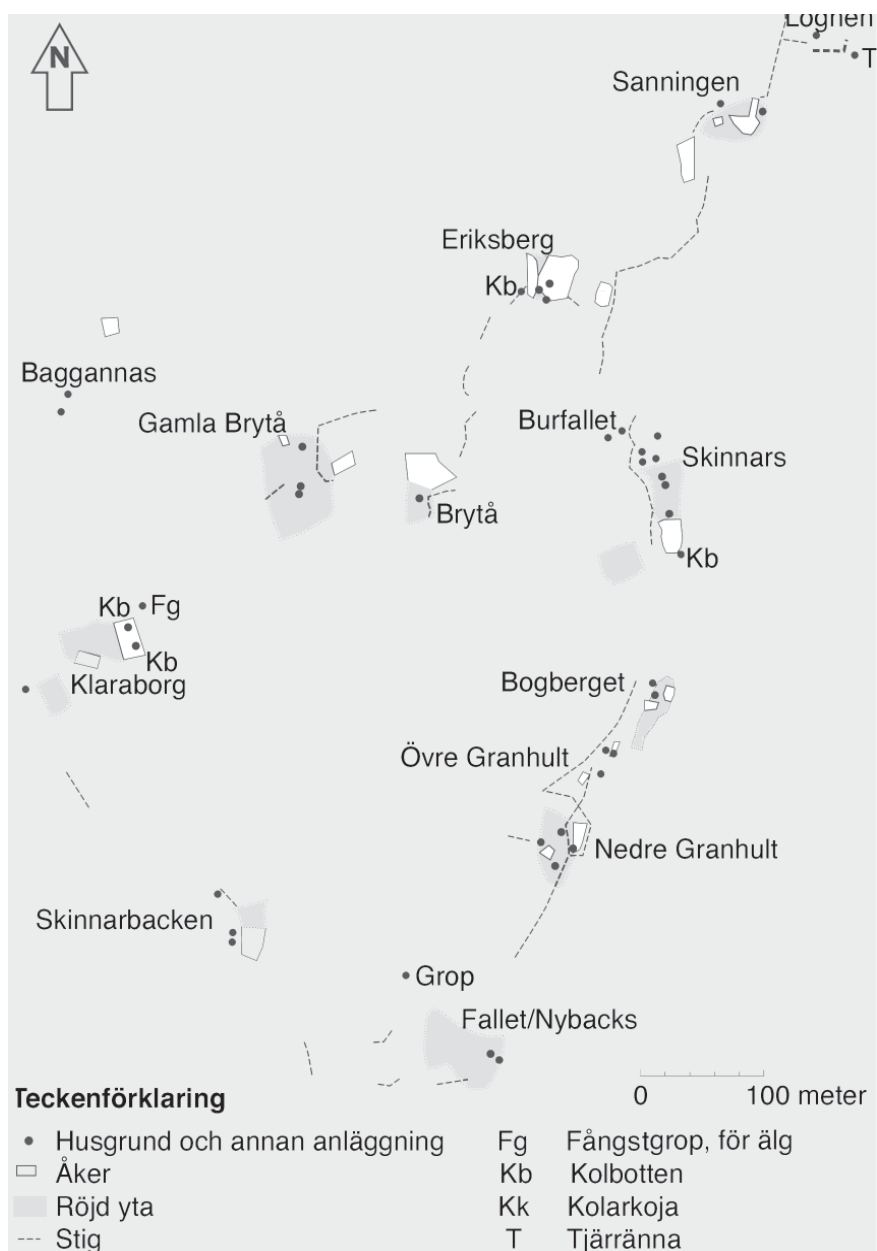 Lögnen
N
T
Sanningen
Eriksberg
Kb
Baggannas
Gamla Brytå
Burfallet
Skinnars
Brytå
Kb
Kb
Fg
Kb
Klaraborg
Bogberget
Övre Granhult
Nedre Granhult
Skinnarbacken
Grop
Fallet/Nybacks
0 100 meter
Teckenförklaring
Husgrund och annan anläggning
Åker
Röjd yta
Stig
Fg Fångstgrop, för älg
Kb Kolbotten
Kk Kolarkoja
T Tjärränna